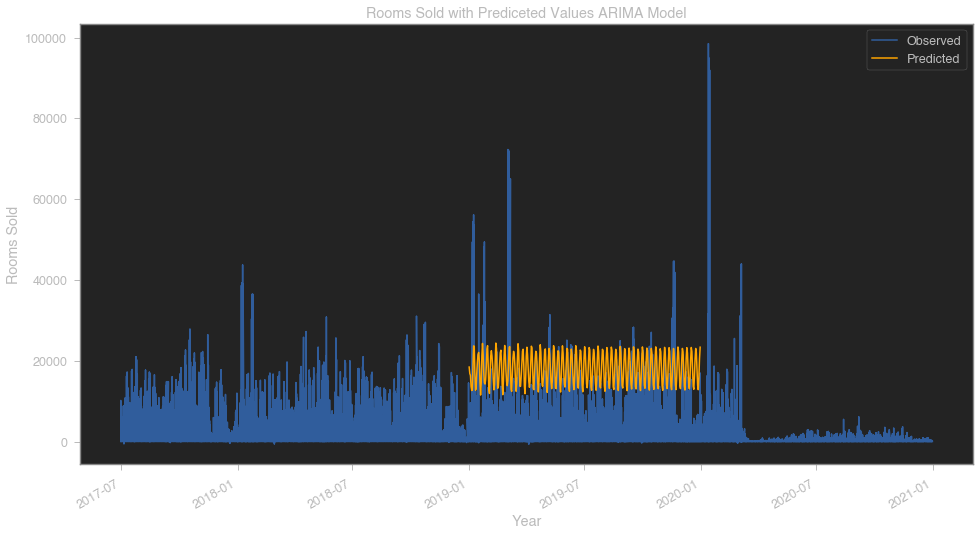 Rooms Sold with Prediceted Values ARIMA Model
Observed
Predicted
100000
80000
60000
40000
20000
0
Rooms Sold
2017-07
2018-01
2018-07
2019-01
2019-07
2020-01
2020-07
2021-01
Year